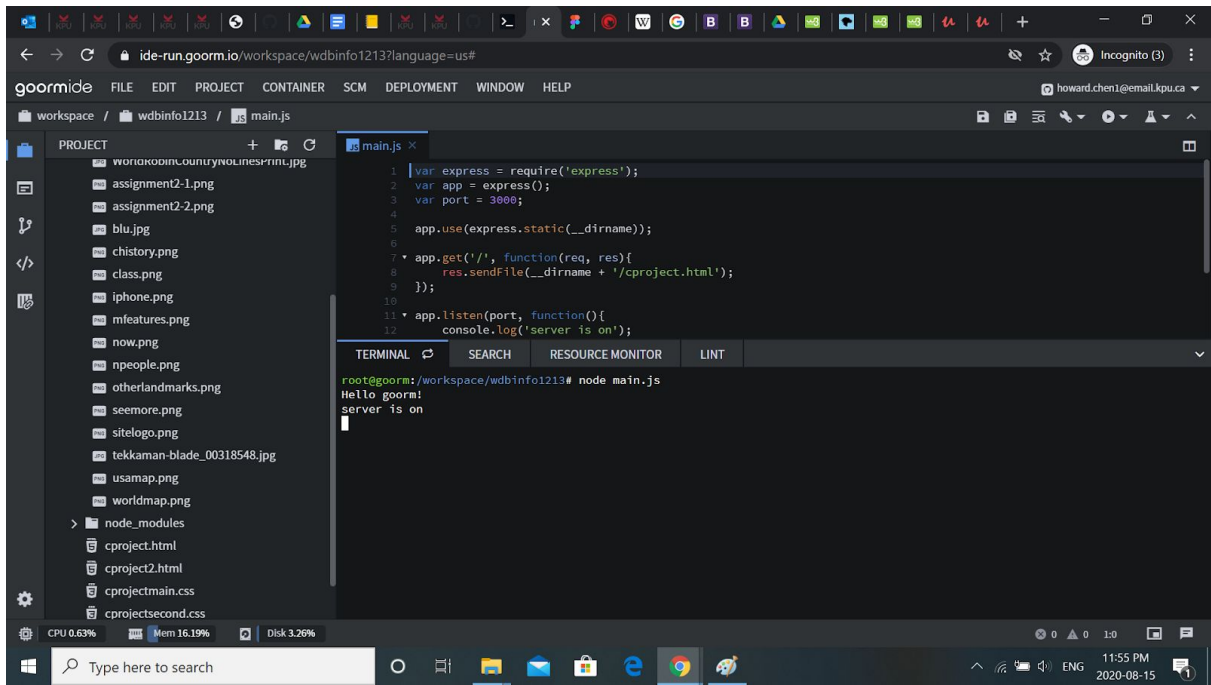 ide-run.goorm.io/workspace/wdbinfo1213?language=us#
Incognito (3)
goormide FILE EDIT PROJECT CONTAINER SCM DEPLOYMENT WINDOW HELP
howard.chen1@email.kpu.ca
workspace / wdbinfo1213 / JS main.js
PROJECT
WorldRobinCountryNoLinesPrint.jpg
assignment2-1.png
assignment2-2.png
blu.jpg
chistory.png
class.png
iphone.png
mfeatures.png
now.png
npeople.png
otherlandmarks.png
seemore.png
sitelogo.png
tekkaman-blade_00318548.jpg
usamap.png
worldmap.png
node_modules
cproject.html
cproject2.html
cprojectmain.css
cprojectsecond.css
JS main.js
1 var express = require('express');
2 var app = express();
3 var port = 3000;
4
5 app.use(express.static(__dirname));
6
7 app.get('/', function(req, res){
8 res.sendFile(__dirname + '/cproject.html');
9 });
10
11 app.listen(port, function(){
12 console.log('server is on');
TERMINAL SEARCH RESOURCE MONITOR LINT
root@goorm:/workspace/wdbinfo1213# node main.js
Hello goorm!
server is on
CPU 0.63% Mem 16.19% Disk 3.26%
0 0 1:0
Type here to search
ENG
11:55 PM
2020-08-15
1